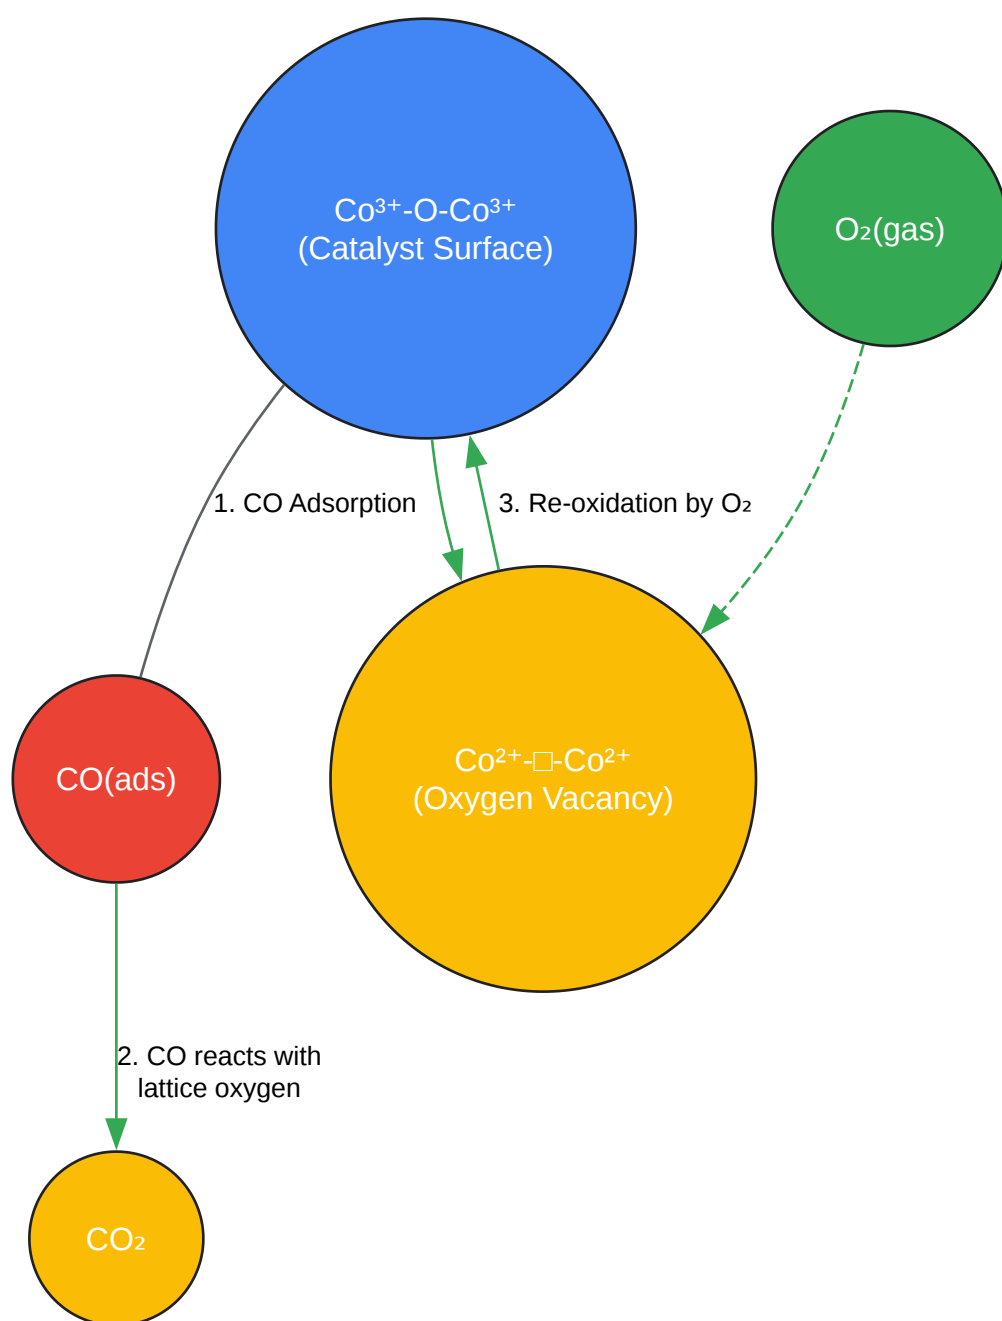 Co³⁺-O-Co³⁺
(Catalyst Surface)
O₂(gas)
1. CO Adsorption
3. Re-oxidation by O₂
CO(ads)
Co²⁺-□-Co²⁺
(Oxygen Vacancy)
2. CO reacts with
lattice oxygen
CO₂